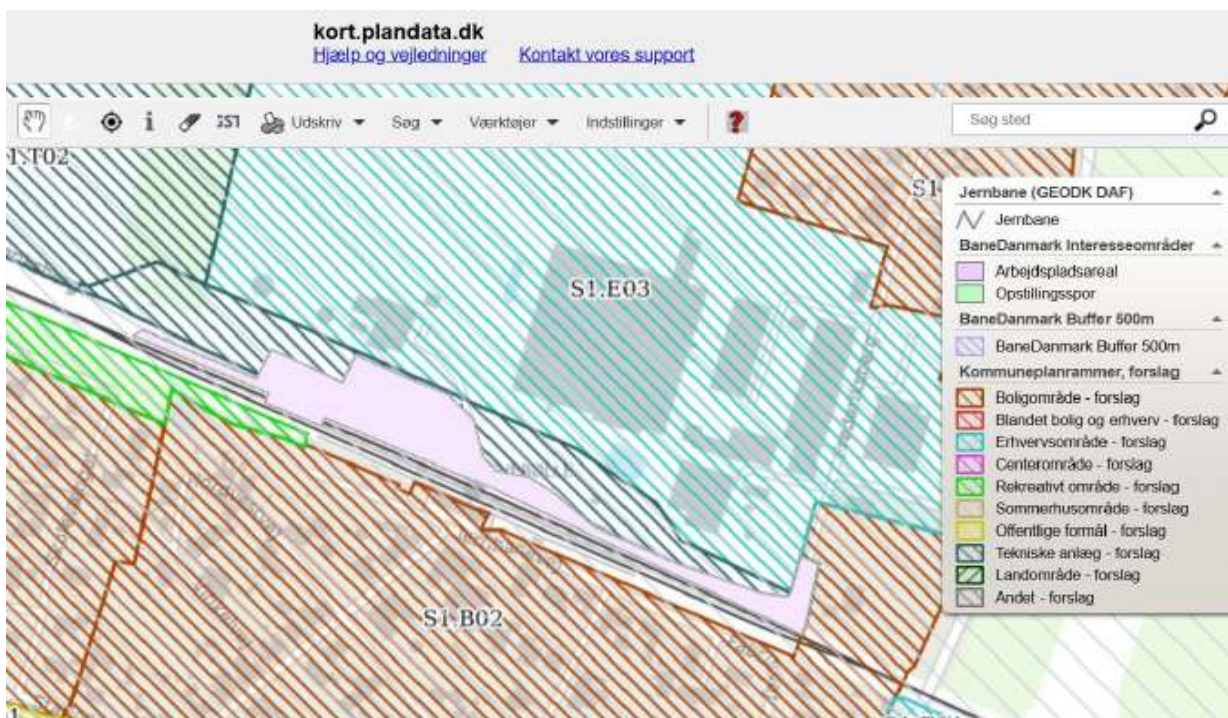 kort.plandata.dk
Hjælp og vejledninger Kontakt vores support
Udskriv Søg Værktøjer Indstillinger ? Søg sted
1.T02
S1
S1.E03
S1.B02
Jernbane (GEODK DAF)
Jernbane
BaneDanmark Interesseområder
Arbejdspladsareal
Opstillingsspor
BaneDanmark Buffer 500m
BaneDanmark Buffer 500m
Kommuneplanrammer, forslag
Boligområde - forslag
Blandet bolig og erhverv - forslag
Erhvervsområde - forslag
Centerområde - forslag
Rekreativt område - forslag
Sommerhusområde - forslag
Offentlige formål - forslag
Tekniske anlæg - forslag
Landområde - forslag
Andet - forslag